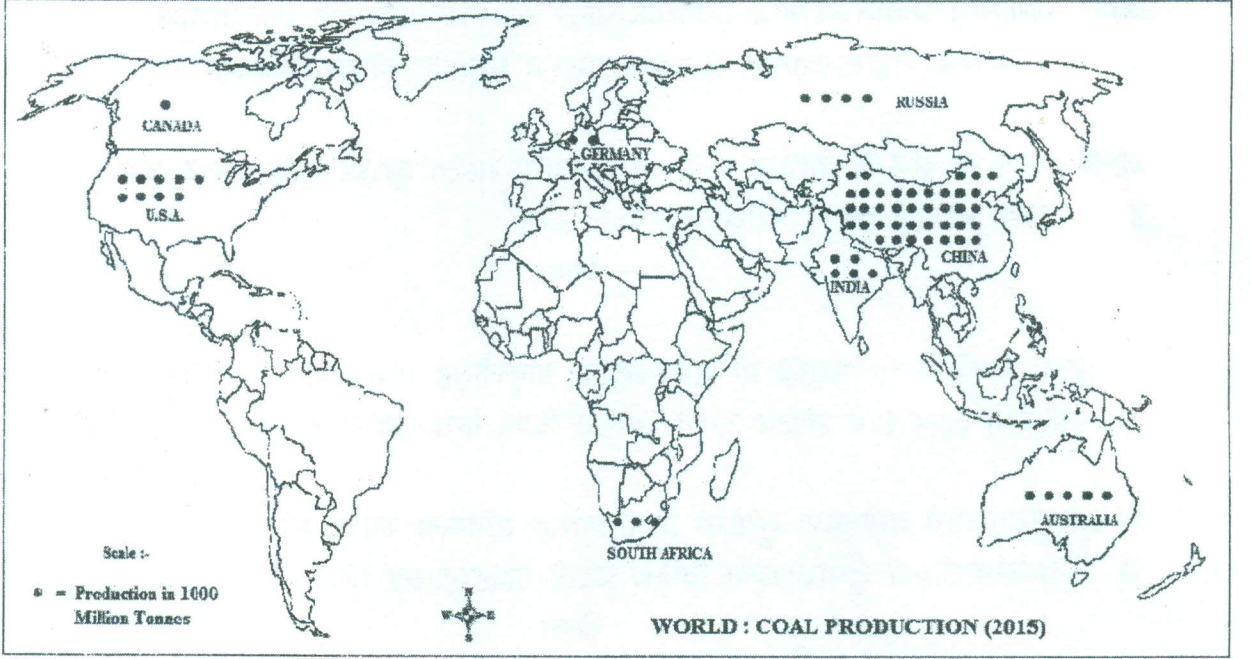 RUSSIA
CANADA
GERMANY
U.S.A.
CHINA
INDIA
AUSTRALIA
SOUTH AFRICA
Scale :-
= Production in 1000
Million Tonnes
N
W E
S
WORLD : COAL PRODUCTION (2015)